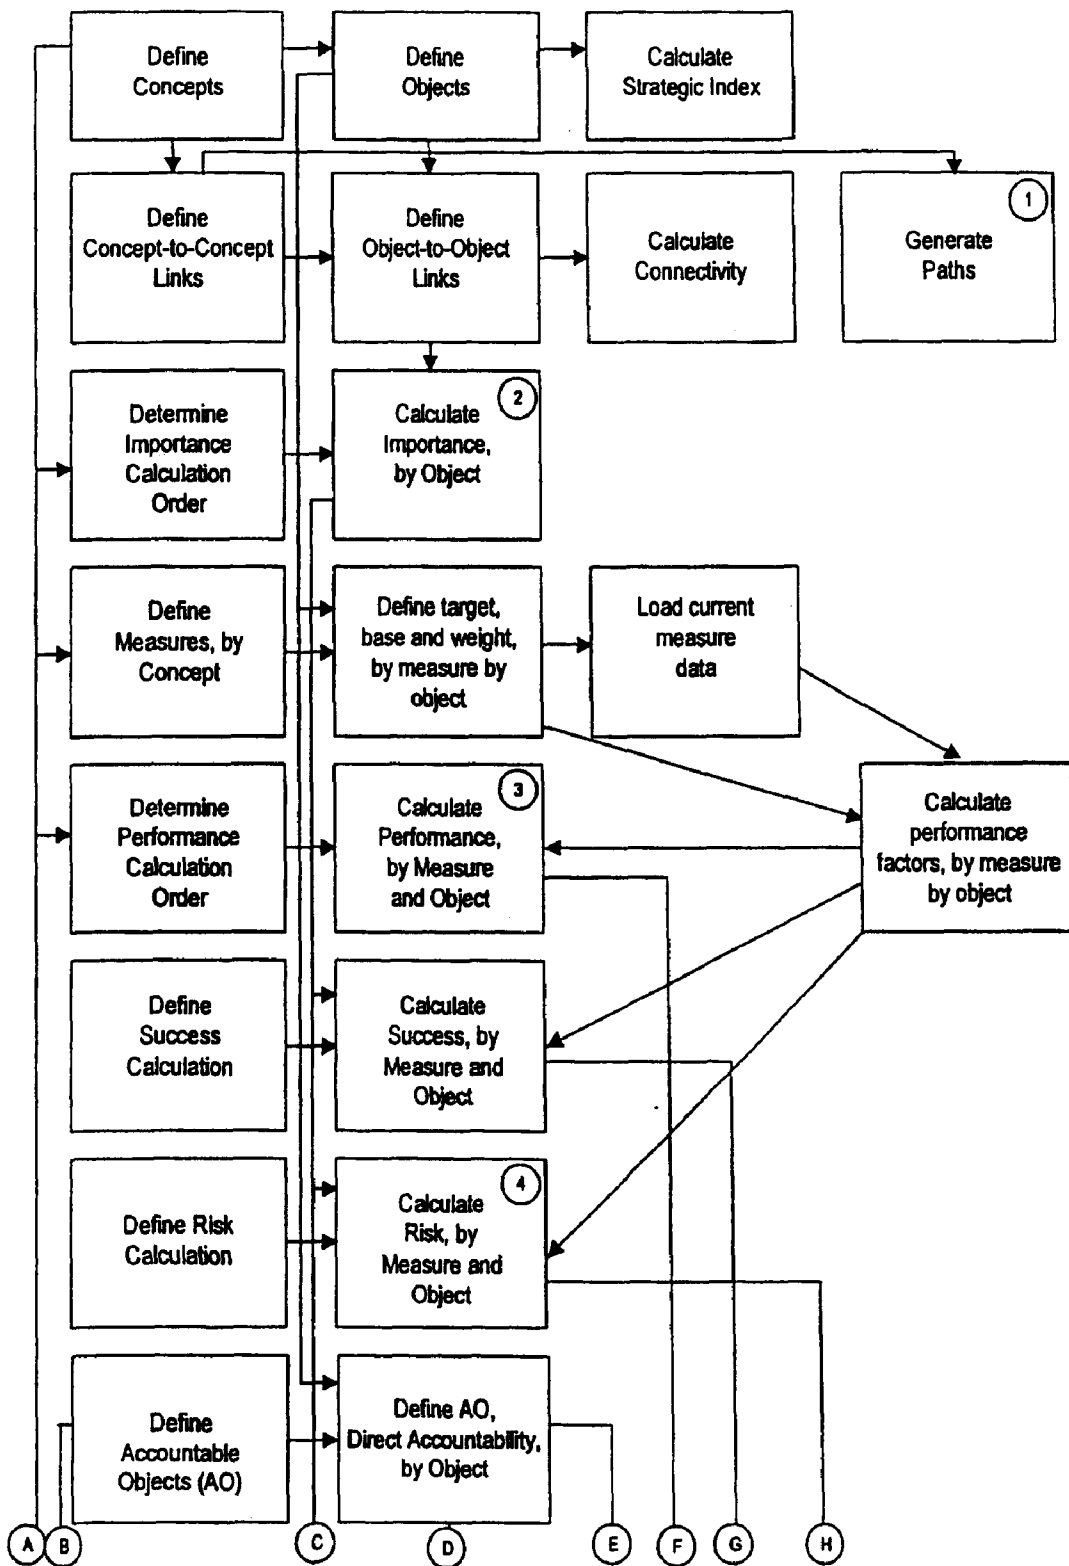 Define
Concepts
Define
Objects
Calculate
Strategic Index
Define
Concept-to-Concept
Links
Define
Object-to-Object
Links
Calculate
Connectivity
1
Generate
Paths
Determine
Importance
Calculation
Order
2
Calculate
Importance,
by Object
Define
Measures, by
Concept
Define target,
base and weight,
by measure by
object
Load current
measure
data
Determine
Performance
Calculation
Order
3
Calculate
Performance,
by Measure
and Object
Calculate
performance
factors, by measure
by object
Define
Success
Calculation
Calculate
Success, by
Measure and
Object
Define Risk
Calculation
4
Calculate
Risk, by
Measure and
Object
Define
Accountable
Objects (AO)
Define AO,
Direct Accountability,
by Object
A
B
C
D
E
F
G
H